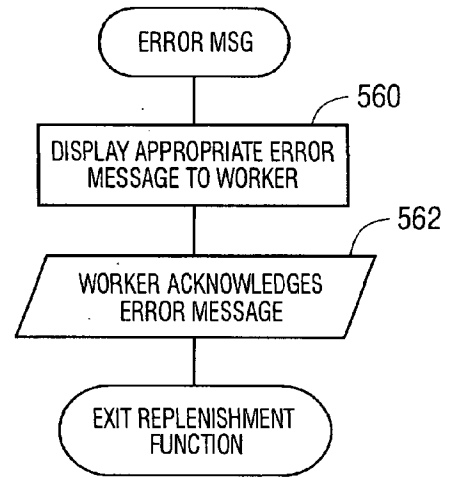 ERROR MSG
560
DISPLAY APPROPRIATE ERROR
MESSAGE TO WORKER
562
WORKER ACKNOWLEDGES
ERROR MESSAGE
EXIT REPLENISHMENT
FUNCTION